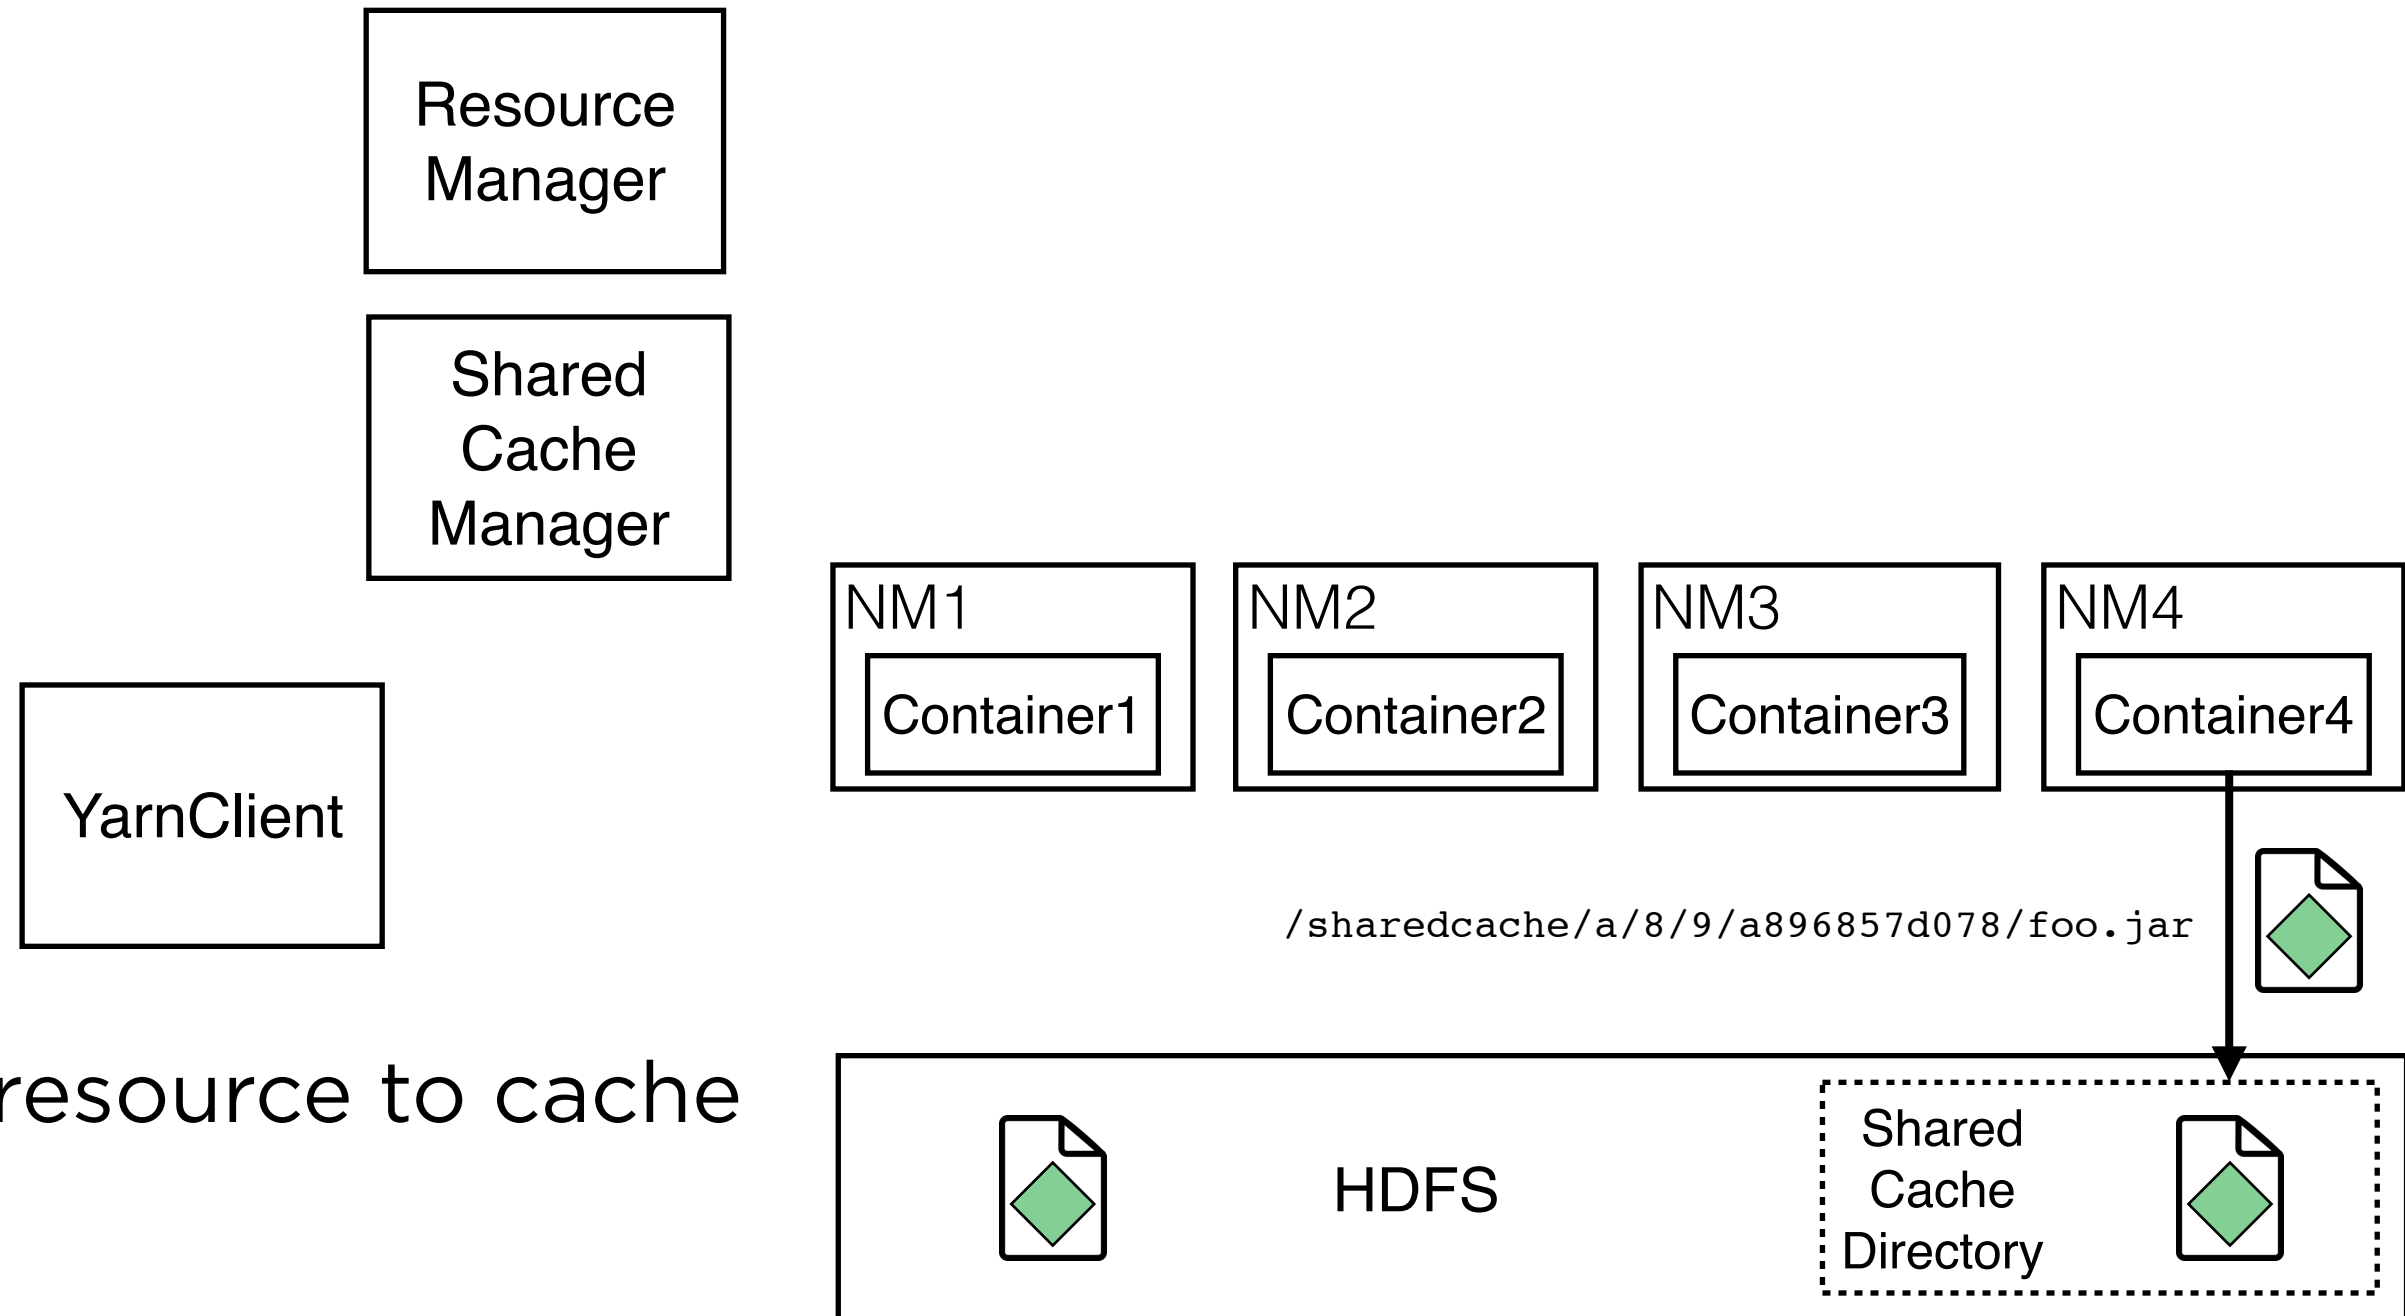 Resource
Manager
Shared
Cache
Manager
NM1
NM2
NM3
NM4
Container1
Container2
Container3
Container4
YarnClient
/sharedcache/a/8/9/a896857d078/foo.jar
resource to cache
HDFS
Shared
Cache
Directory